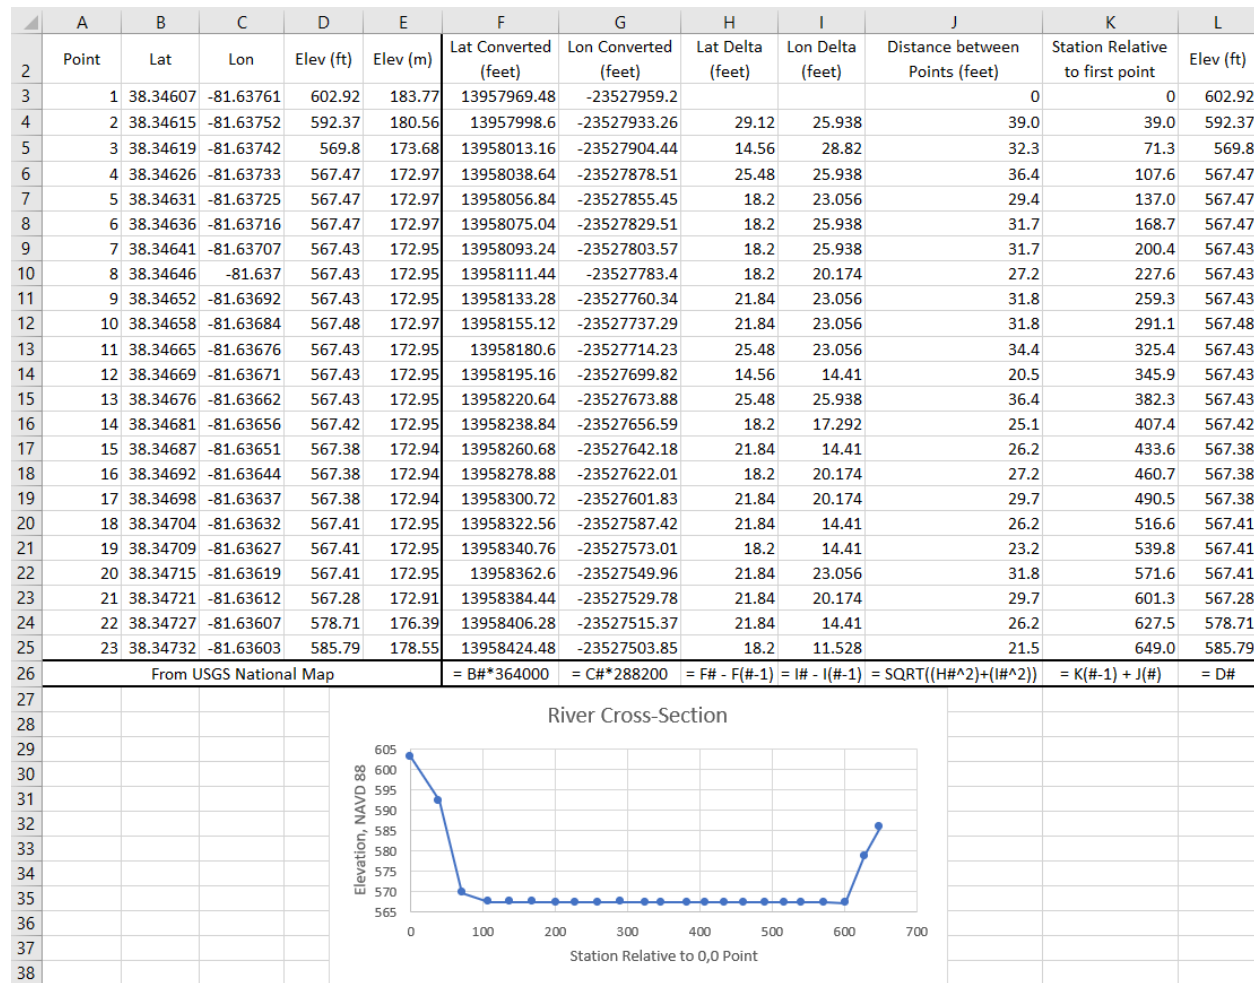 A B C D E F G H I J K L
2 Point Lat Lon Elev (ft) Elev (m) Lat Converted (feet) Lon Converted (feet) Lat Delta (feet) Lon Delta (feet) Distance between Points (feet) Station Relative to first point Elev (ft)
3 1 38.34607 -81.63761 602.92 183.77 13957969.48 -23527959.2 0 0 602.92
4 2 38.34615 -81.63752 592.37 180.56 13957998.6 -23527933.26 29.12 25.938 39.0 39.0 592.37
5 3 38.34619 -81.63742 569.8 173.68 13958013.16 -23527904.44 14.56 28.82 32.3 71.3 569.8
6 4 38.34626 -81.63733 567.47 172.97 13958038.64 -23527878.51 25.48 25.938 36.4 107.6 567.47
7 5 38.34631 -81.63725 567.47 172.97 13958056.84 -23527855.45 18.2 23.056 29.4 137.0 567.47
8 6 38.34636 -81.63716 567.47 172.97 13958075.04 -23527829.51 18.2 25.938 31.7 168.7 567.47
9 7 38.34641 -81.63707 567.43 172.95 13958093.24 -23527803.57 18.2 25.938 31.7 200.4 567.43
10 8 38.34646 -81.637 567.43 172.95 13958111.44 -23527783.4 18.2 20.174 27.2 227.6 567.43
11 9 38.34652 -81.63692 567.43 172.95 13958133.28 -23527760.34 21.84 23.056 31.8 259.3 567.43
12 10 38.34658 -81.63684 567.48 172.97 13958155.12 -23527737.29 21.84 23.056 31.8 291.1 567.48
13 11 38.34665 -81.63676 567.43 172.95 13958180.6 -23527714.23 25.48 23.056 34.4 325.4 567.43
14 12 38.34669 -81.63671 567.43 172.95 13958195.16 -23527699.82 14.56 14.41 20.5 345.9 567.43
15 13 38.34676 -81.63662 567.43 172.95 13958220.64 -23527673.88 25.48 25.938 36.4 382.3 567.43
16 14 38.34681 -81.63656 567.42 172.95 13958238.84 -23527656.59 18.2 17.292 25.1 407.4 567.42
17 15 38.34687 -81.63651 567.38 172.94 13958260.68 -23527642.18 21.84 14.41 26.2 433.6 567.38
18 16 38.34692 -81.63644 567.38 172.94 13958278.88 -23527622.01 18.2 20.174 27.2 460.7 567.38
19 17 38.34698 -81.63637 567.38 172.94 13958300.72 -23527601.83 21.84 20.174 29.7 490.5 567.38
20 18 38.34704 -81.63632 567.41 172.95 13958322.56 -23527587.42 21.84 14.41 26.2 516.6 567.41
21 19 38.34709 -81.63627 567.41 172.95 13958340.76 -23527573.01 18.2 14.41 23.2 539.8 567.41
22 20 38.34715 -81.63619 567.41 172.95 13958362.6 -23527549.96 21.84 23.056 31.8 571.6 567.41
23 21 38.34721 -81.63612 567.28 172.91 13958384.44 -23527529.78 21.84 20.174 29.7 601.3 567.28
24 22 38.34727 -81.63607 578.71 176.39 13958406.28 -23527515.37 21.84 14.41 26.2 627.5 578.71
25 23 38.34732 -81.63603 585.79 178.55 13958424.48 -23527503.85 18.2 11.528 21.5 649.0 585.79
26 From USGS National Map = B#*364000 = C#*288200 = F# - F(#-1) = I# - I(#-1) = SQRT((H#^2)+(I#^2)) = K(#-1) + J(#) = D#
27
28
29
30
31
32
33
34
35
36
37
38
River Cross-Section
Elevation, NAVD 88
605
600
595
590
585
580
575
570
565
0 100 200 300 400 500 600 700
Station Relative to 0,0 Point